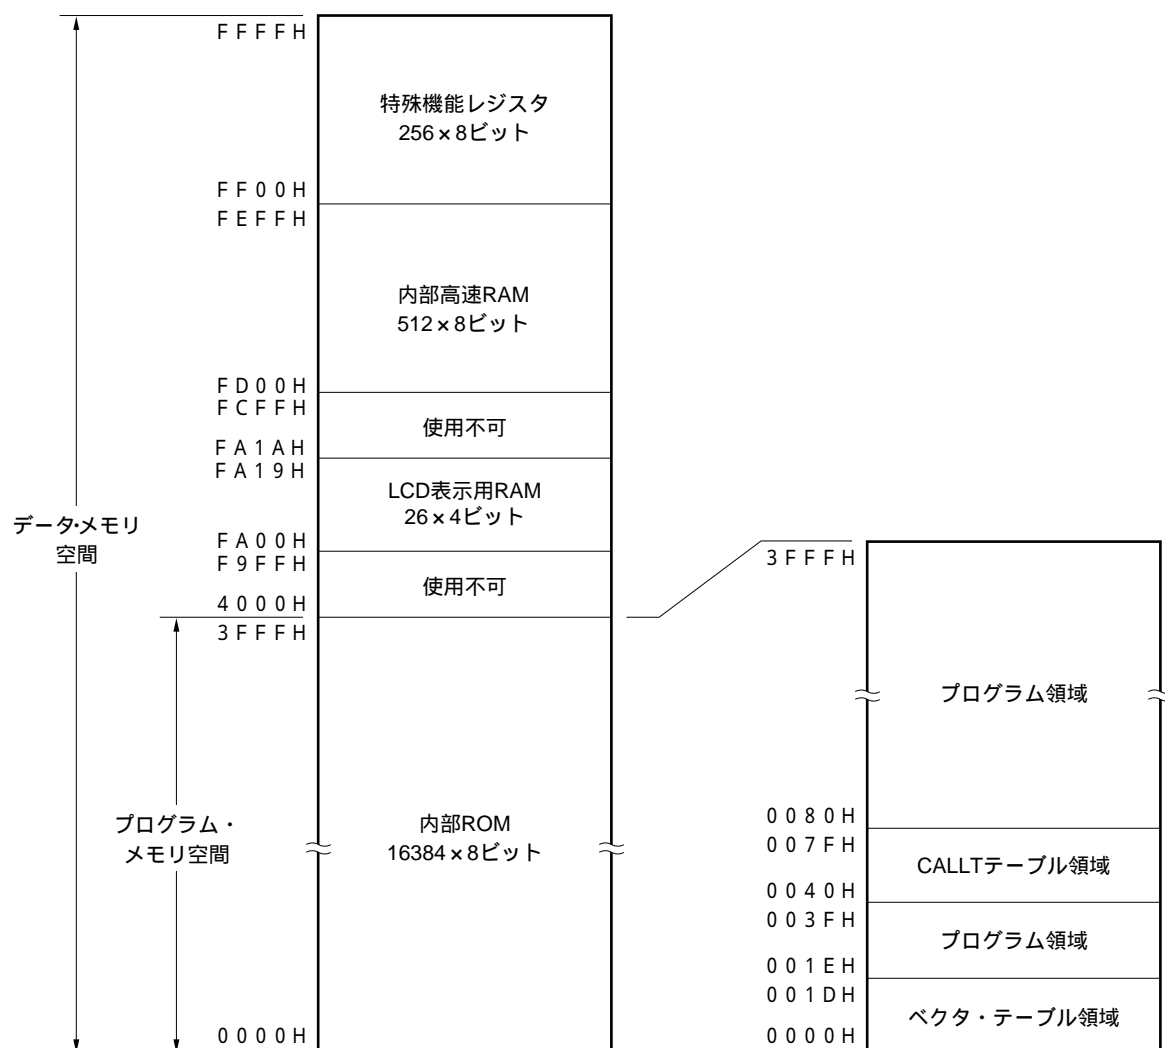 FFFFH
特殊機能レジスタ
256×8ビット
FF00H
FEFFH
内部高速RAM
512×8ビット
FD00H
FCFFH
使用不可
FA1AH
FA19H
LCD表示用RAM
26×4ビット
FA00H
F9FFH
使用不可
4000H
3FFFH
内部ROM
16384×8ビット
0000H
データ・メモリ
空間
プログラム・
メモリ空間
3FFFH
プログラム領域
0080H
007FH
CALLTテーブル領域
0040H
003FH
プログラム領域
001EH
001DH
ベクタ・テーブル領域
0000H